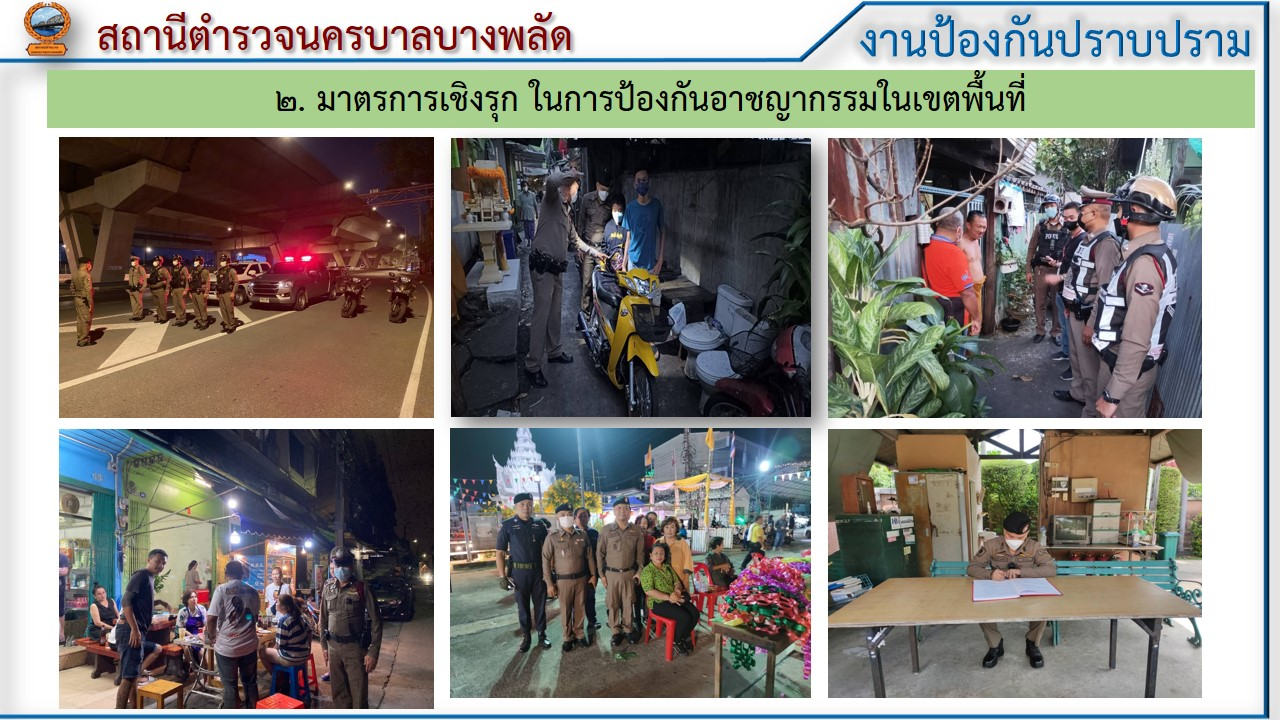 สถานีตำรวจนครบาลบางพลัด
งานป้องกันปราบปราม
๒. มาตรการเชิงรุก ในการป้องกันอาชญากรรมในเขตพื้นที่